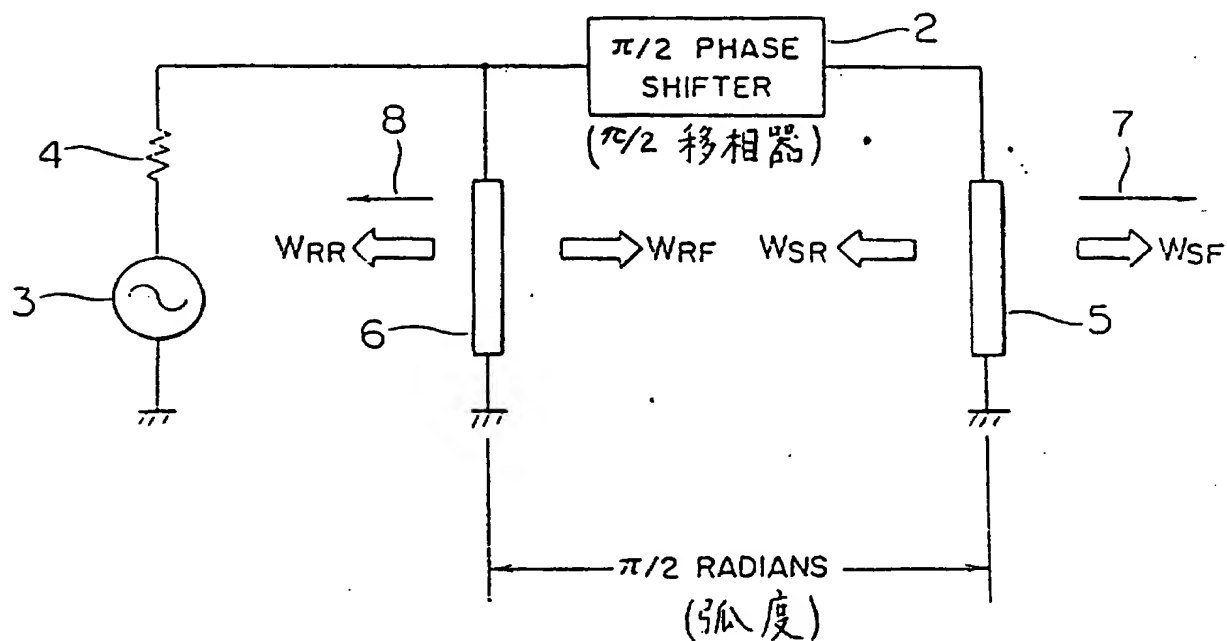 π/2 PHASE
SHIFTER
(π/2 移相器)
2
4
8
7
WRR
WRF
WSR
WSF
3
6
5
π/2 RADIANS
(弧度)